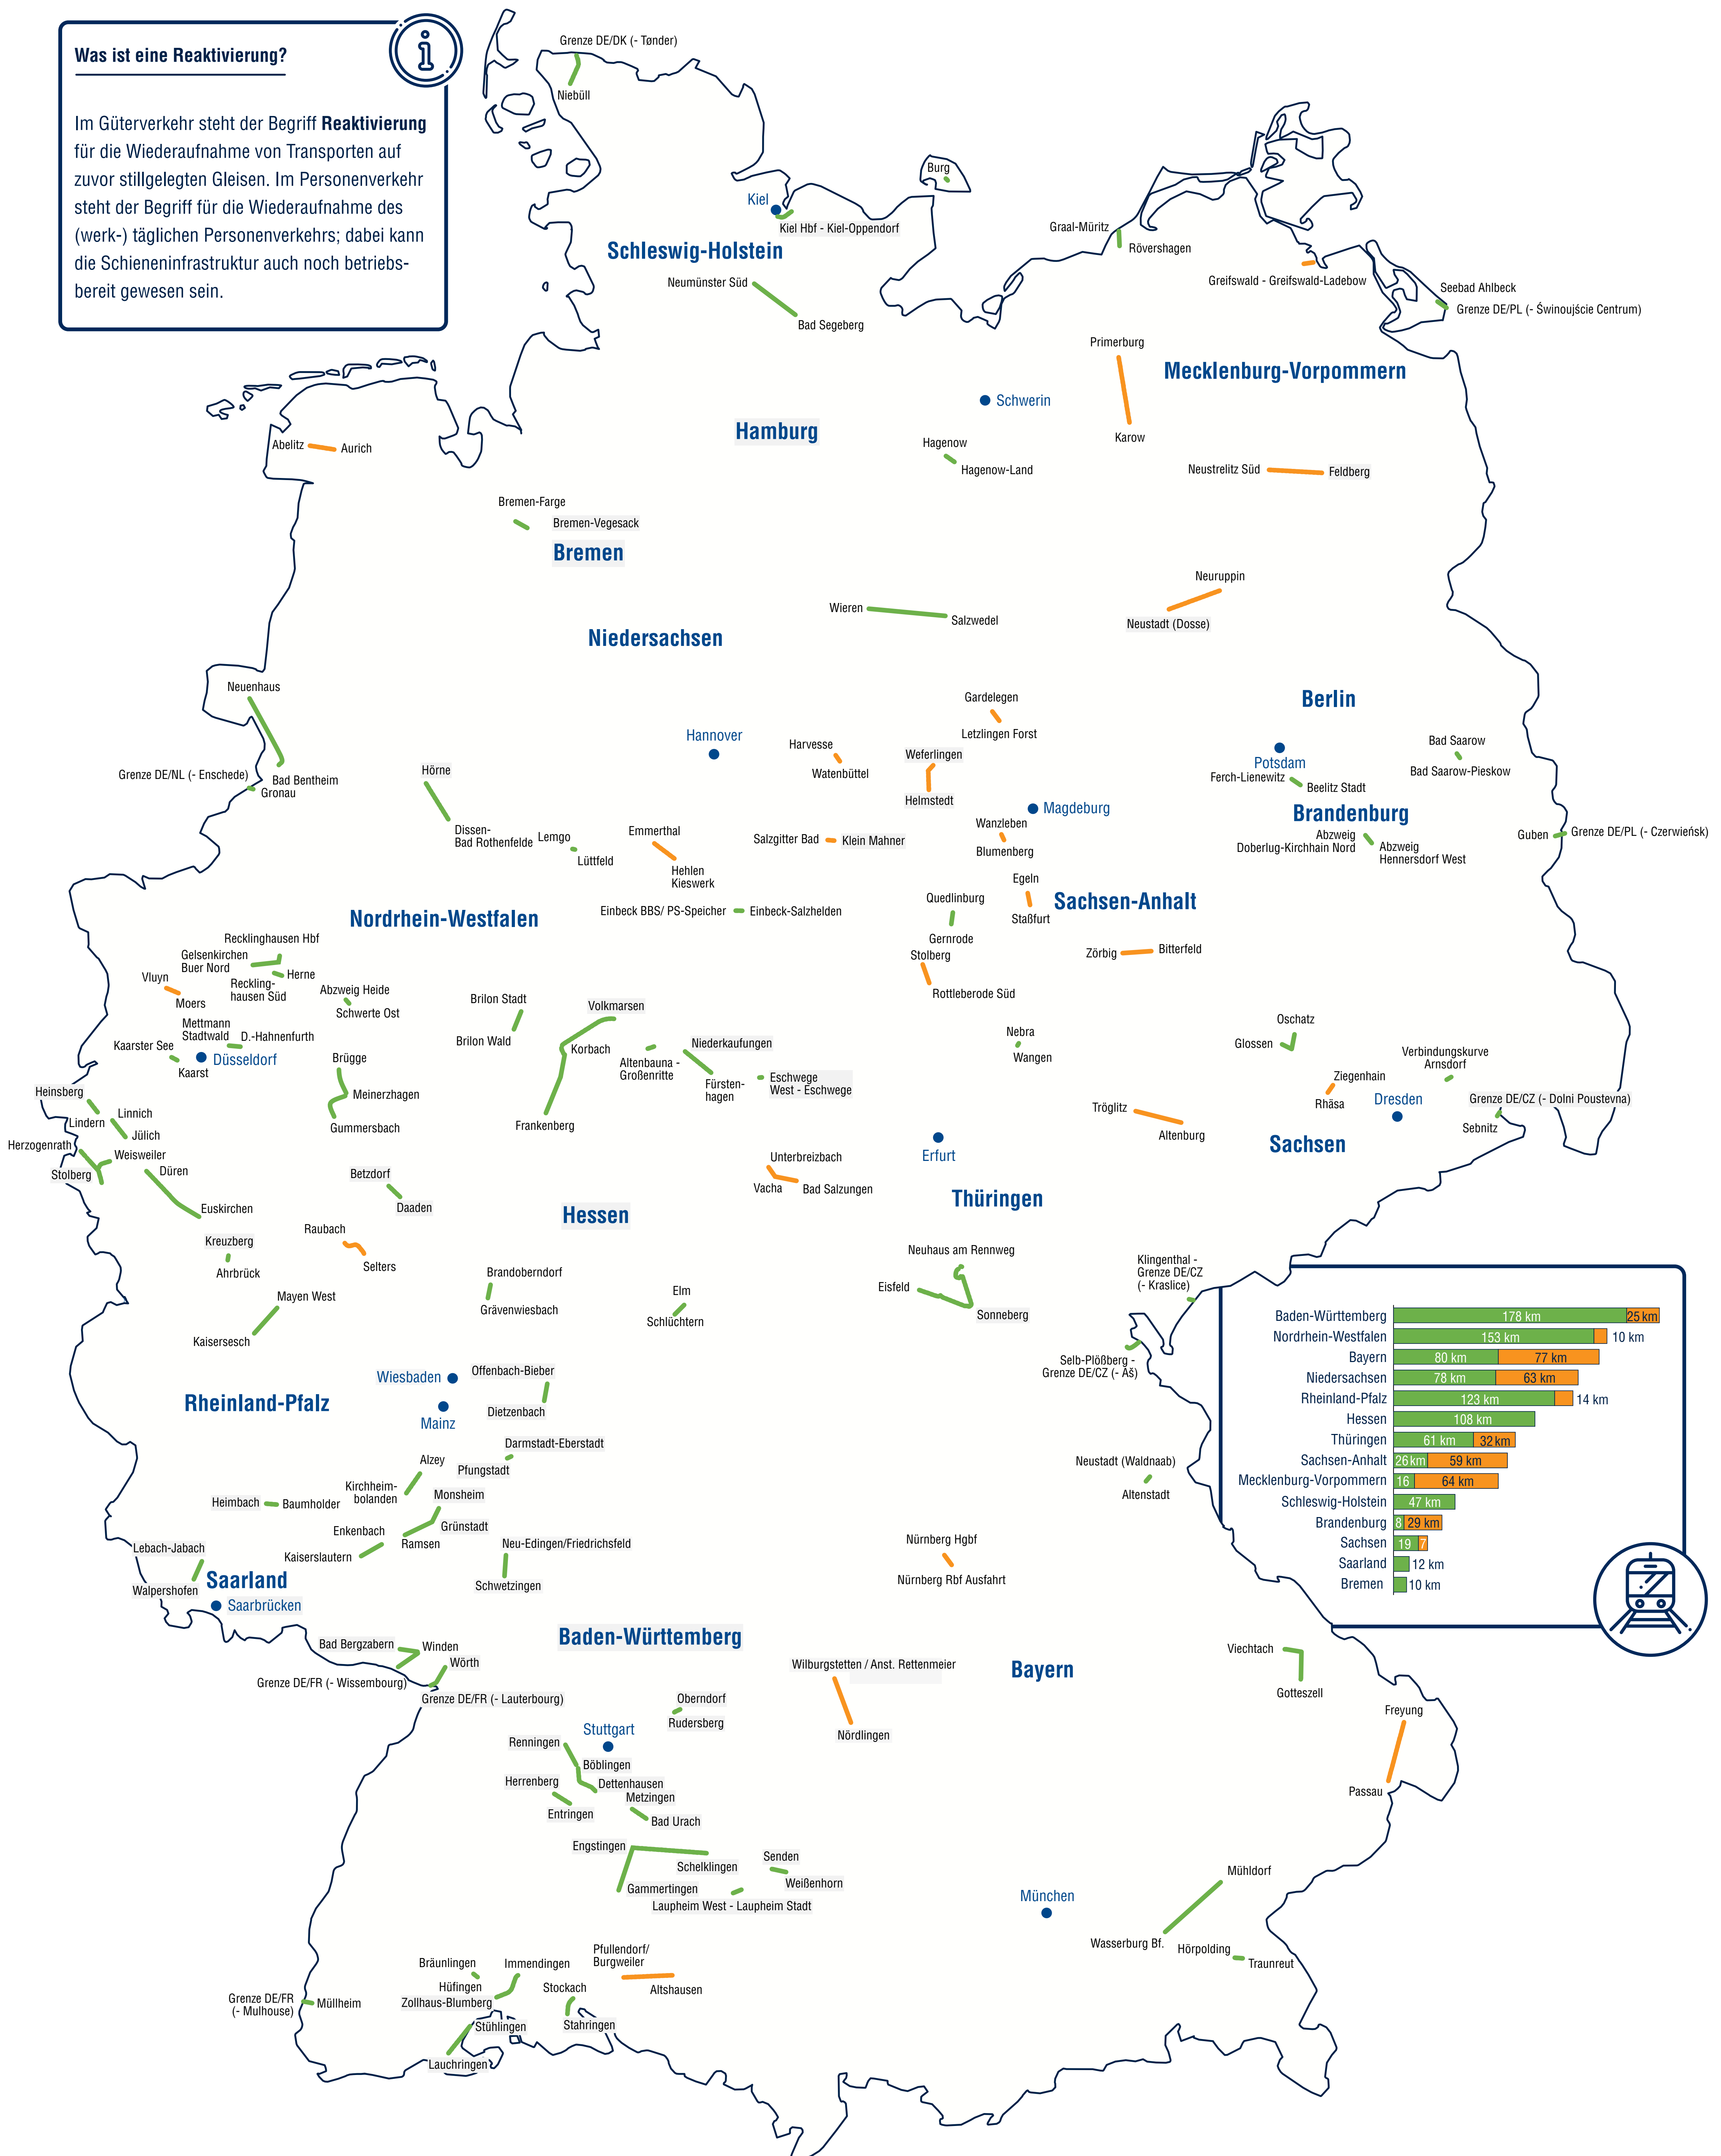 Was ist eine Reaktivierung?
Im Güterverkehr steht der Begriff Reaktivierung
für die Wiederaufnahme von Transporten auf
zuvor stillgelegten Gleisen. Im Personenverkehr
steht der Begriff für die Wiederaufnahme des
(werk-) täglichen Personenverkehrs; dabei kann
die Schieneninfrastruktur auch noch betriebs-
bereit gewesen sein.
Grenze DE/DK (- Tønder)
Niebüll
Burg
Kiel
Kiel Hbf - Kiel-Oppendorf
Schleswig-Holstein
Neumünster Süd
Bad Segeberg
Graal-Müritz
Rövershagen
Greifswald - Greifswald-Ladebow
Seebad Ahlbeck
Grenze DE/PL (- Świnoujście Centrum)
Primerburg
Mecklenburg-Vorpommern
Schwerin
Karow
Hamburg
Hagenow
Hagenow-Land
Neustrelitz Süd
Feldberg
Abelitz
Aurich
Bremen-Farge
Bremen-Vegesack
Bremen
Neuruppin
Neustadt (Dosse)
Wieren
Salzwedel
Niedersachsen
Neuenhaus
Grenze DE/NL (- Enschede)
Bad Bentheim
Gronau
Hannover
Gardelegen
Letzlingen Forst
Berlin
Potsdam
Bad Saarow
Bad Saarow-Pieskow
Ferch-Lienewitz
Beelitz Stadt
Brandenburg
Hörne
Dissen-
Bad Rothenfelde
Harvesse
Watenbüttel
Weferlingen
Helmstedt
Magdeburg
Wanzleben
Blumenberg
Abzweig
Doberlug-Kirchhain Nord
Abzweig
Hennersdorf West
Guben
Grenze DE/PL (- Czerwieńsk)
Lemgo
Lüttfeld
Emmerthal
Hehlen
Kieswerk
Salzgitter Bad
Klein Mahner
Egeln
Staßfurt
Sachsen-Anhalt
Quedlinburg
Gernrode
Einbeck BBS/ PS-Speicher
Einbeck-Salzhelden
Nordrhein-Westfalen
Recklinghausen Hbf
Gelsenkirchen
Buer Nord
Herne
Reckling-
hausen Süd
Vluyn
Moers
Abzweig Heide
Schwerte Ost
Stolberg
Rottleberode Süd
Zörbig
Bitterfeld
Mettmann
Stadtwald
D.-Hahnenfurth
Kaarster See
Kaarst
Düsseldorf
Brilon Stadt
Brilon Wald
Volkmarsen
Korbach
Frankenberg
Altenbauna -
Großenritte
Niederkaufungen
Fürsten-
hagen
Eschwege
West - Eschwege
Nebra
Wangen
Oschatz
Glossen
Verbindungskurve
Arnsdorf
Ziegenhain
Rhäsa
Dresden
Grenze DE/CZ (- Dolni Poustevna)
Sebnitz
Brügge
Meinerzhagen
Gummersbach
Heinsberg
Lindern
Linnich
Jülich
Herzogenrath
Weisweiler
Stolberg
Düren
Euskirchen
Tröglitz
Altenburg
Sachsen
Erfurt
Thüringen
Unterbreizbach
Vacha
Bad Salzungen
Betzdorf
Daaden
Hessen
Kreuzberg
Ahrbrück
Raubach
Selters
Neuhaus am Rennweg
Eisfeld
Sonneberg
Klingenthal -
Grenze DE/CZ
(- Kraslice)
Brandoberndorf
Grävenwiesbach
Elm
Schlüchtern
Mayen West
Kaisersesch
Selb-Plößberg -
Grenze DE/CZ (- Aš)
Wiesbaden
Mainz
Offenbach-Bieber
Dietzenbach
Rheinland-Pfalz
Darmstadt-Eberstadt
Pfungstadt
Alzey
Kirchheim-
bolanden
Monsheim
Grünstadt
Ramsen
Heimbach
Baumholder
Enkenbach
Kaiserslautern
Neu-Edingen/Friedrichsfeld
Schwetzingen
Neustadt (Waldnaab)
Altenstadt
Nürnberg Hgbf
Nürnberg Rbf Ausfahrt
Lebach-Jabach
Walpershofen
Saarland
Saarbrücken
Baden-Württemberg
178 km
25 km
Nordrhein-Westfalen
153 km
10 km
Bayern
80 km
77 km
Niedersachsen
78 km
63 km
Rheinland-Pfalz
123 km
14 km
Hessen
108 km
Thüringen
61 km
32 km
Sachsen-Anhalt
26 km
59 km
Mecklenburg-Vorpommern
16
64 km
Schleswig-Holstein
47 km
Brandenburg
8
29 km
Sachsen
19
7
Saarland
12 km
Bremen
10 km
Bad Bergzabern
Winden
Wörth
Grenze DE/FR (- Wissembourg)
Grenze DE/FR (- Lauterbourg)
Baden-Württemberg
Wilburgstetten / Anst. Rettenmeier
Nördlingen
Bayern
Viechtach
Gotteszell
Freyung
Passau
Oberndorf
Rudersberg
Stuttgart
Renningen
Böblingen
Dettenhausen
Herrenberg
Entringen
Metzingen
Bad Urach
Engstingen
Schelklingen
Gammertingen
Senden
Weißenhorn
Laupheim West - Laupheim Stadt
München
Mühldorf
Wasserburg Bf.
Hörpolding
Traunreut
Pfullendorf/
Burgweiler
Altshausen
Bräunlingen
Hüfingen
Immendingen
Zollhaus-Blumberg
Stockach
Stahringen
Grenze DE/FR
(- Mulhouse)
Müllheim
Stühlingen
Lauchringen